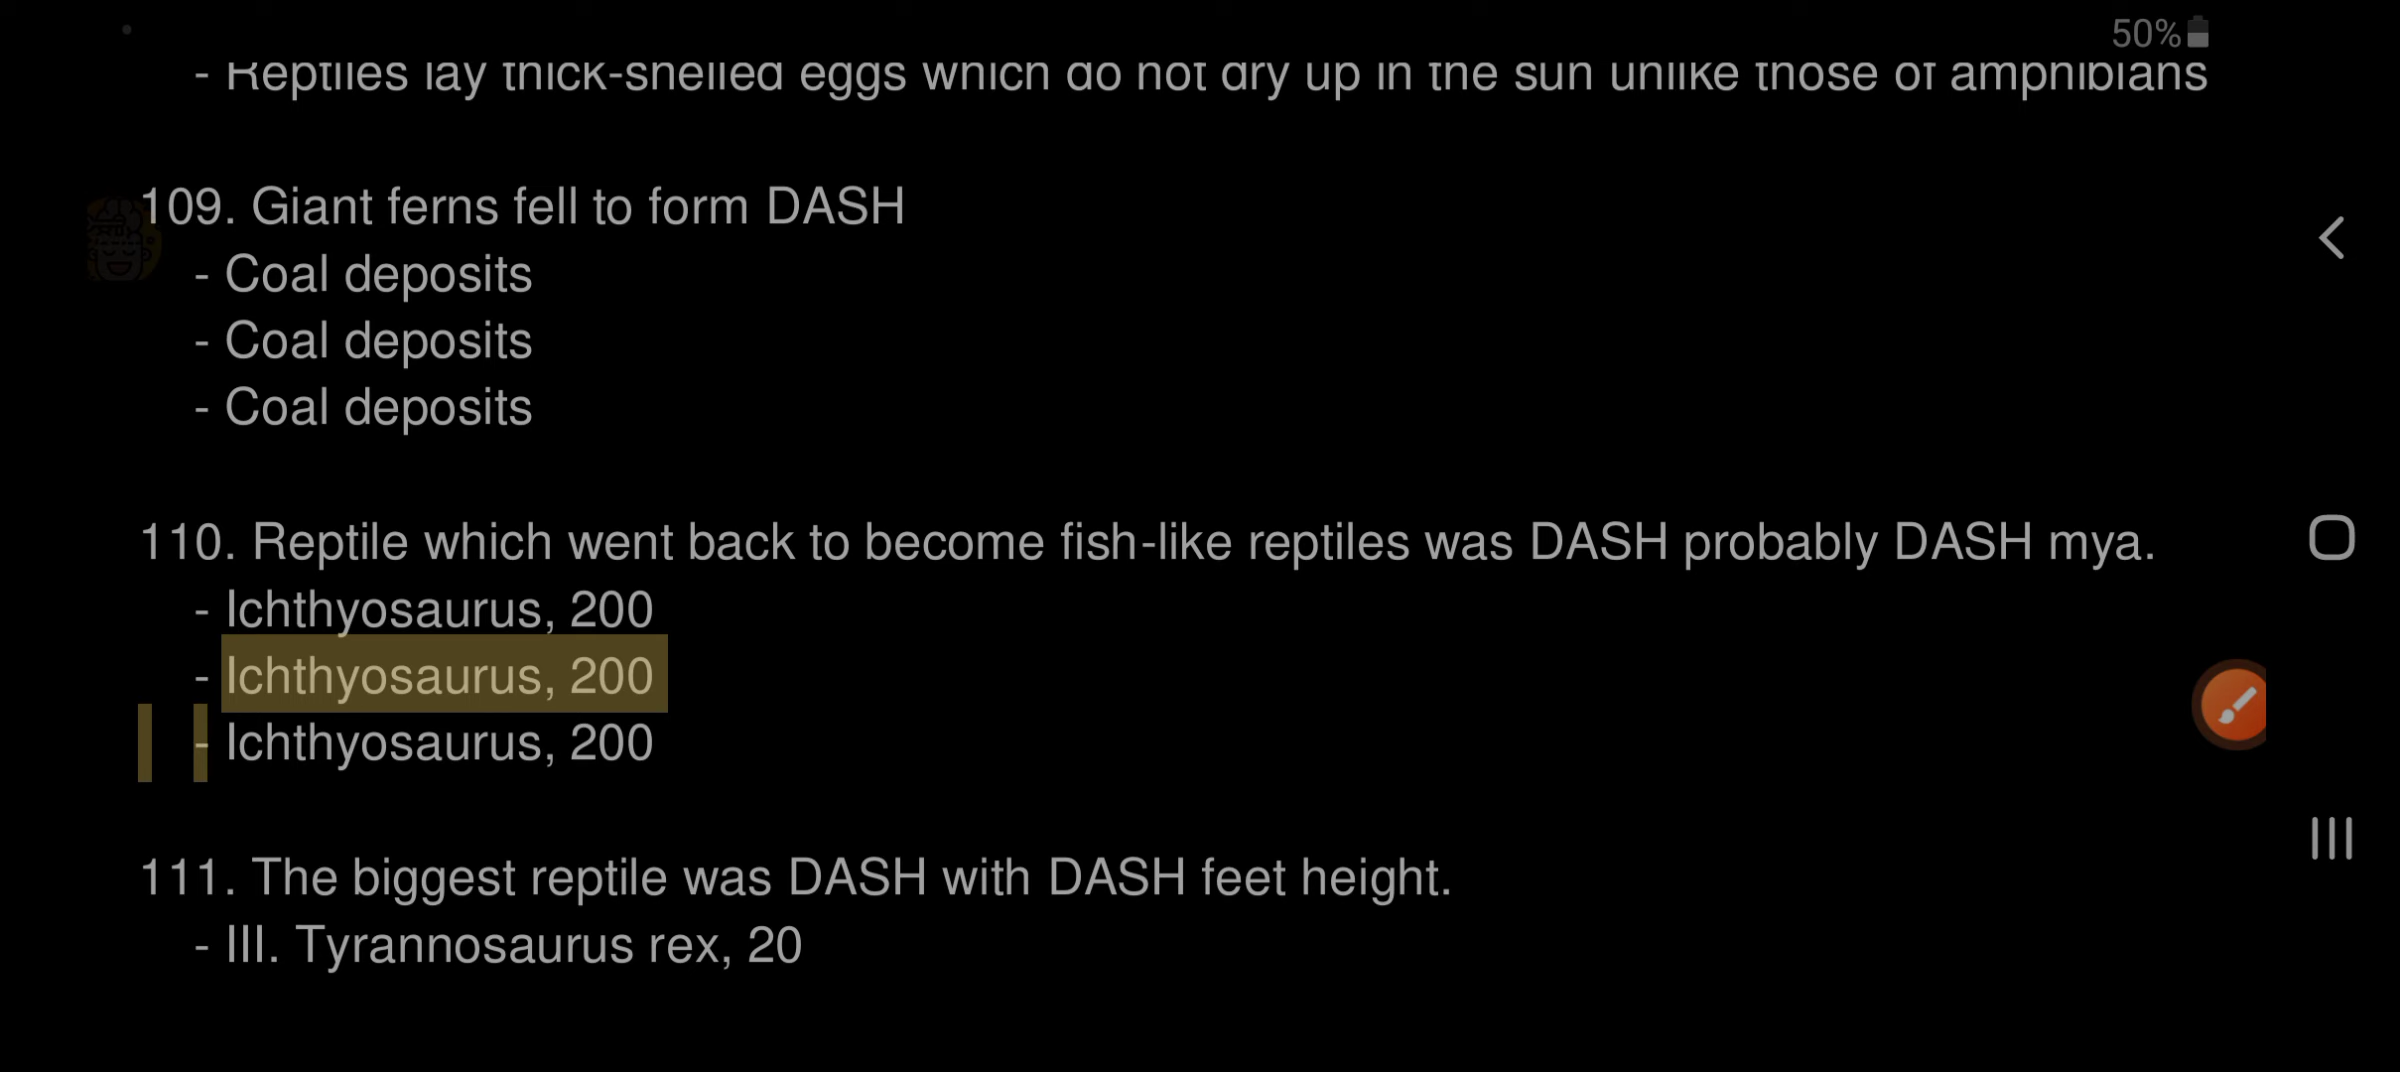 50%
- Reptiles lay thick-shelled eggs which do not dry up in the sun unlike those of amphibians
109. Giant ferns fell to form DASH
- Coal deposits
- Coal deposits
- Coal deposits
110. Reptile which went back to become fish-like reptiles was DASH probably DASH mya.
- Ichthyosaurus, 200
- Ichthyosaurus, 200
- Ichthyosaurus, 200
111. The biggest reptile was DASH with DASH feet height.
- III. Tyrannosaurus rex, 20